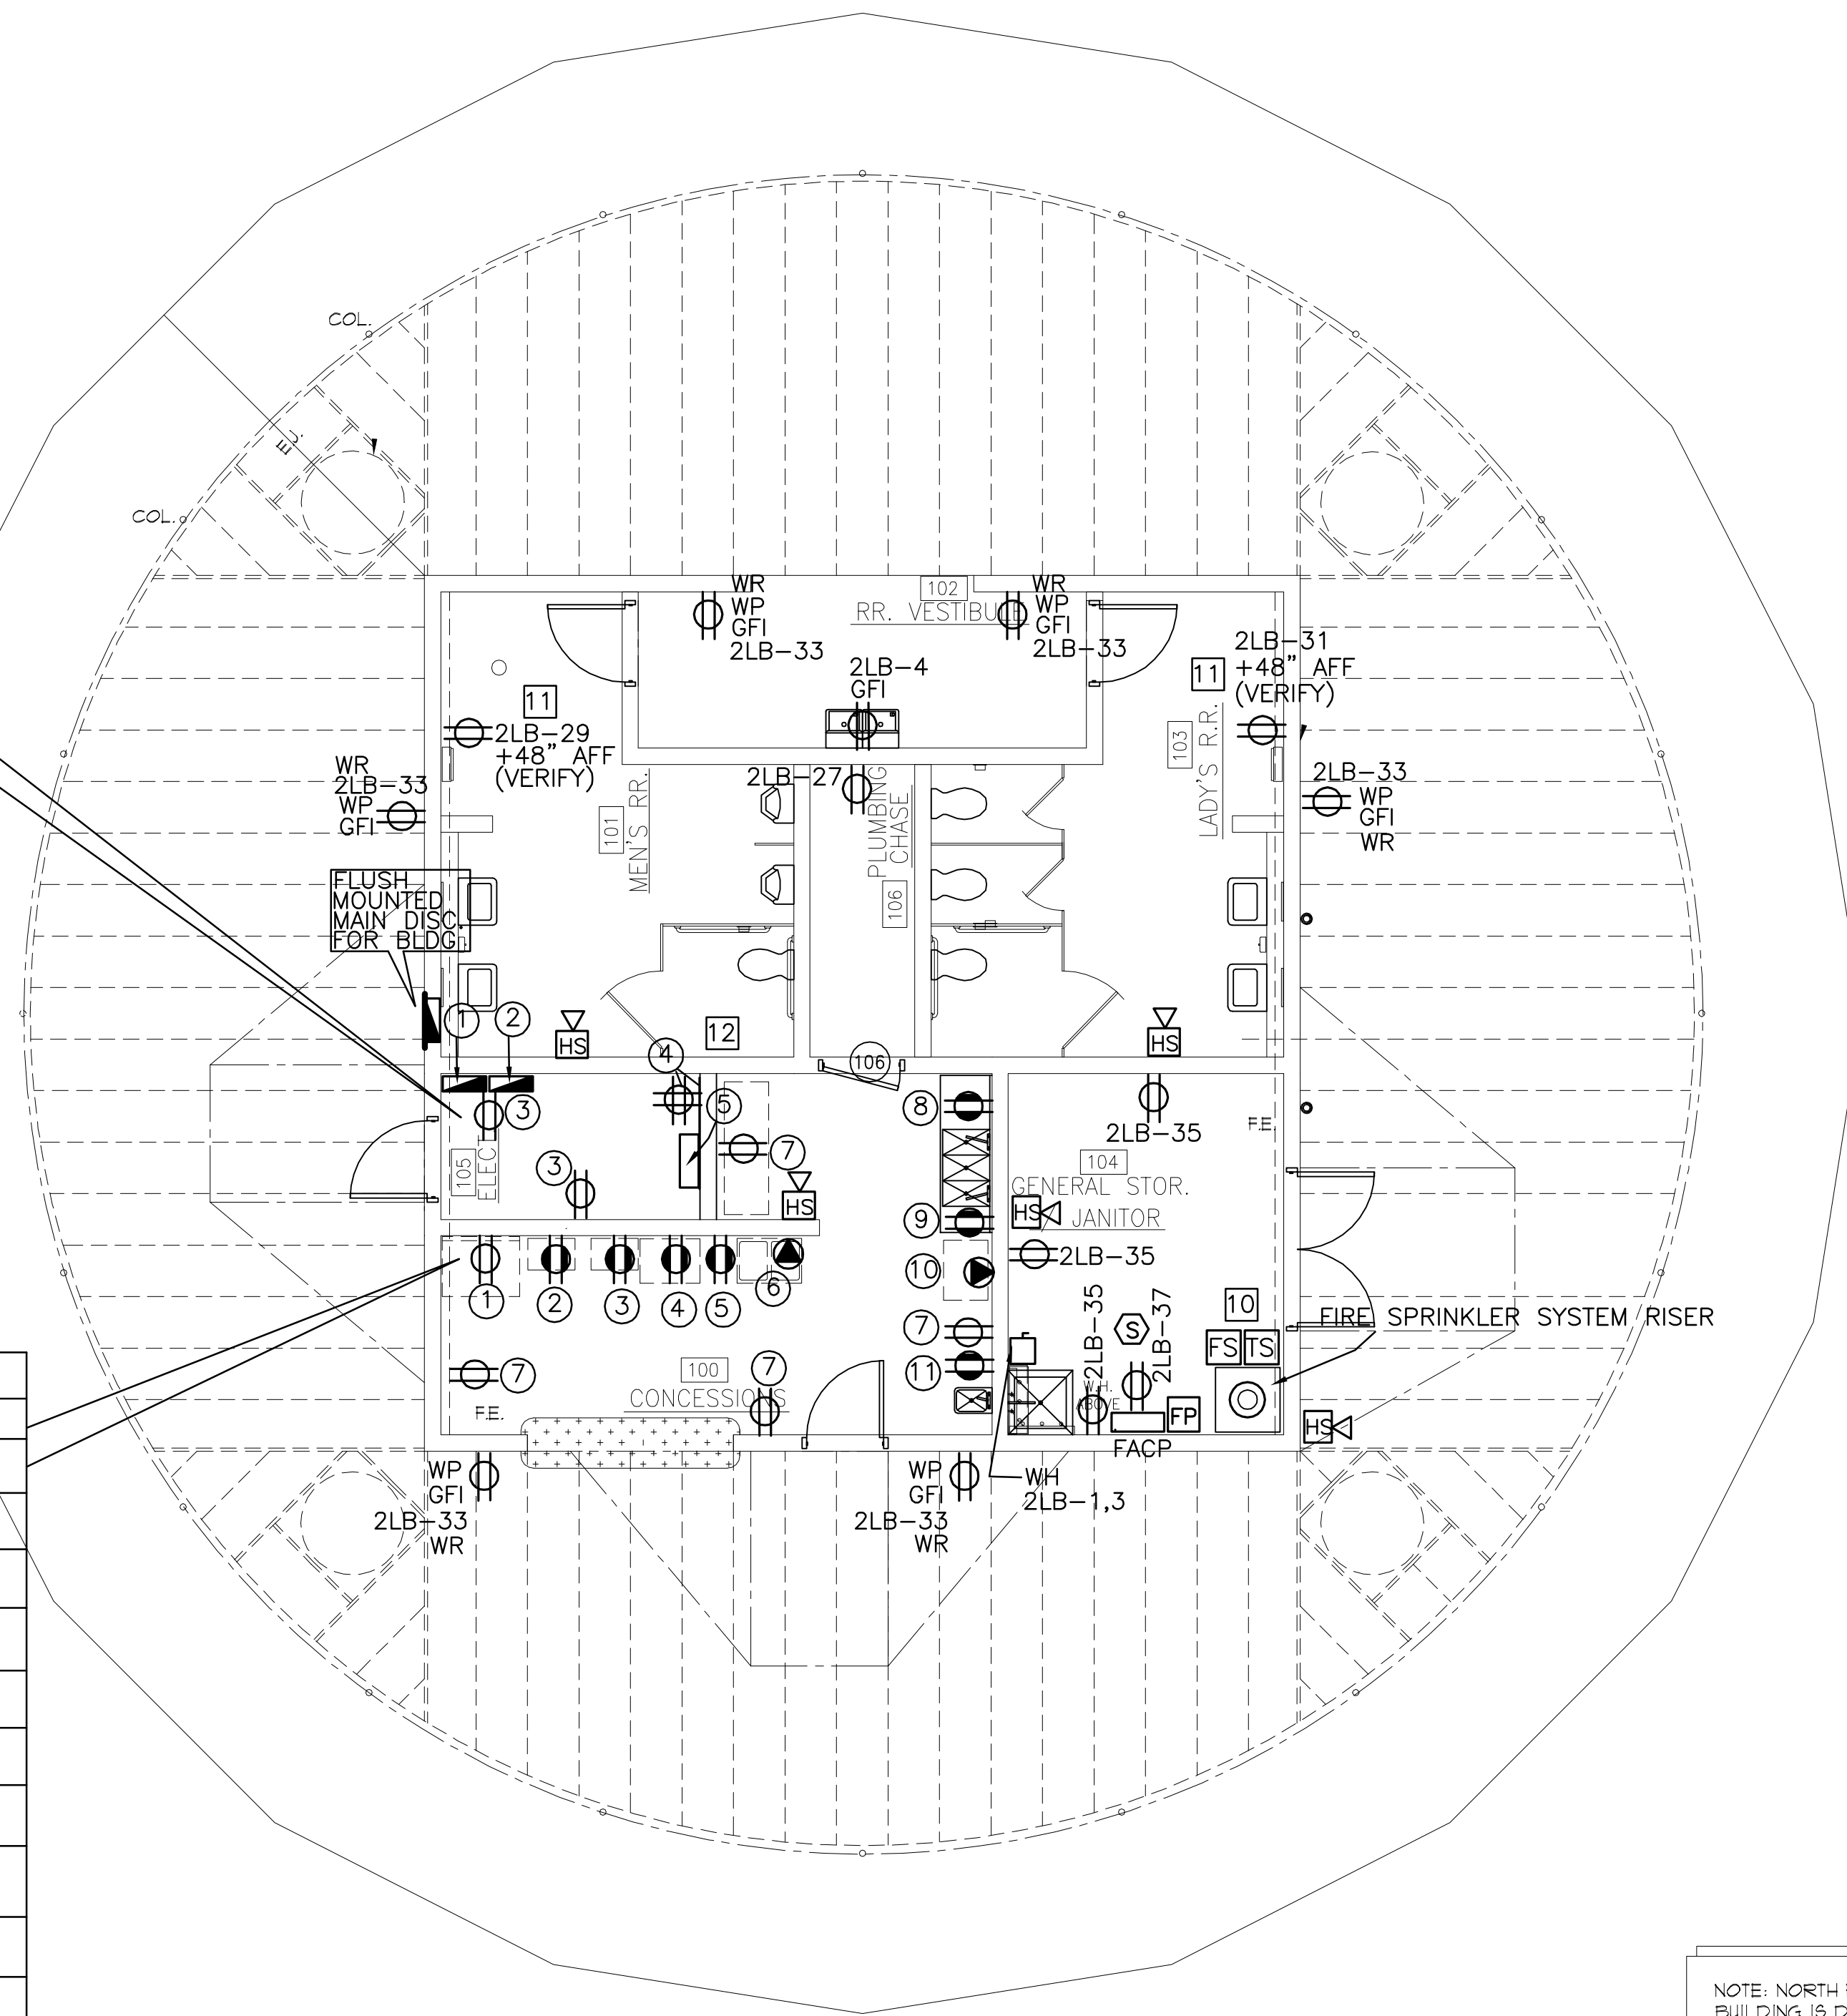 COL.
E.J.
COL.
WR
WP
GFI
2LB-33
102
RR. VESTIBULE
WR
WP
GFI
2LB-33
2LB-4
GFI
2LB-31
+48" AFF
(VERIFY)
11
11
2LB-29
+48" AFF
(VERIFY)
103
LADY'S R.R.
WR
2LB-33
WP
GFI
2LB-27
PLUMBING
CHASE
106
101
MEN'S RR.
2LB-33
WP
GFI
WR
FLUSH
MOUNTED
MAIN DISC.
FOR BLDG.
1
2
HS
12
4
106
HS
3
5
8
2LB-35
F.E.
105
ELECT
3
7
HS
104
GENERAL STOR.
HS
JANITOR
9
2LB-35
10
1
2
3
4
5
6
7
2LB-35
S
2LB-37
10
FIRE SPRINKLER SYSTEM RISER
FS
TS
7
100
CONCESSIONS
7
11
F.E.
W.H.
ABOVE
FP
FACP
HS
WP
GFI
2LB-33
WR
WP
GFI
2LB-33
WR
WH
2LB-1,3
NOTE: NORTH